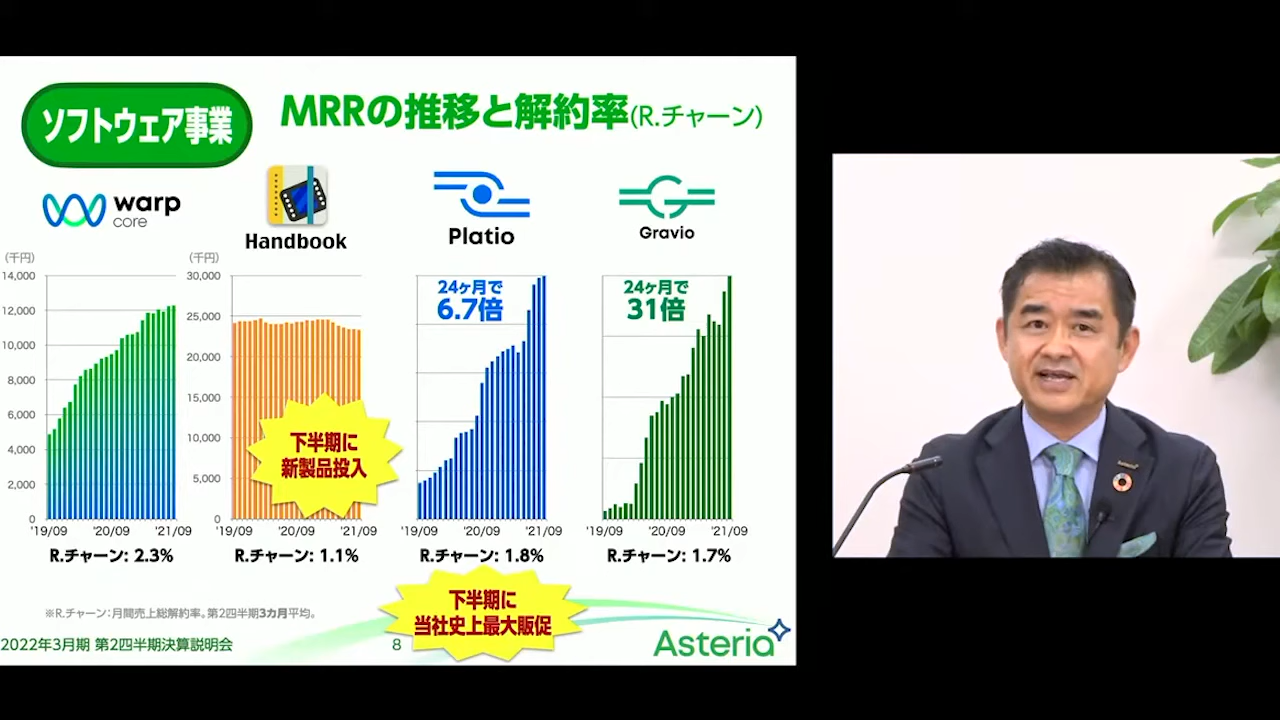 ソフトウェア事業
MRRの推移と解約率(R.チャーン)
warp
core
Handbook
Platio
Gravio
(千円)
14,000
12,000
10,000
8,000
6,000
4,000
2,000
0
'19/09
'20/09
'21/09
R.チャーン: 2.3%
(千円)
30,000
25,000
20,000
15,000
10,000
5,000
0
下半期に
新製品投入
'19/09
'20/09
'21/09
R.チャーン: 1.1%
24ヶ月で
6.7倍
'19/09
'20/09
'21/09
R.チャーン: 1.8%
24ヶ月で
31倍
'19/09
'20/09
'21/09
R.チャーン: 1.7%
下半期に
当社史上最大販促
※R.チャーン:月間売上総解約率。第2四半期3カ月平均。
2022年3月期 第2四半期決算説明会
8
Asteria